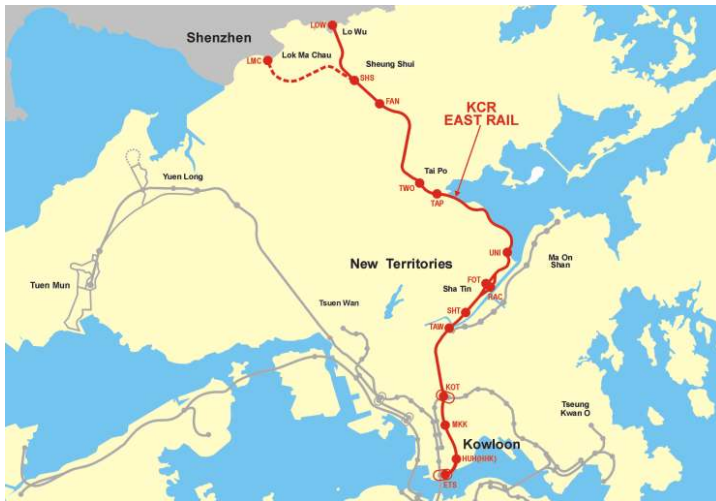 LOW
Lo Wu
Shenzhen
Lok Ma Chau
LMC
Sheung Shui
SHS
FAN
KCR
EAST RAIL
Tai Po
TWO
TAP
Yuen Long
UNI
Ma On
Shan
New Territories
FOT
Sha Tin
RAC
Tuen Mun
Tsuen Wan
SHT
TAW
KOT
Tseung
Kwan O
MKK
Kowloon
HUH(HHK)
ETS